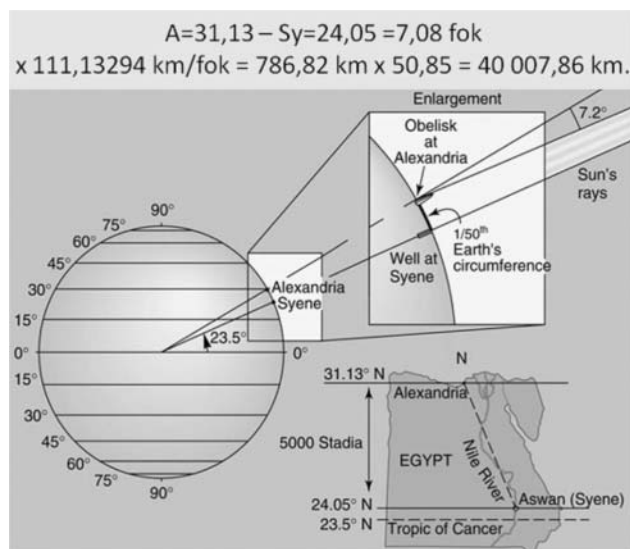 A=31,13 – Sy=24,05 =7,08 fok
x 111,13294 km/fok = 786,82 km x 50,85 = 40 007,86 km.
Enlargement
7.2°
Obelisk
at
Alexandria
Sun's
rays
1/50th
Earth's
circumference
Well at
Syene
90°
75°
60°
45°
30°
15°
0°
15°
30°
45°
60°
75°
90°
Alexandria
Syene
23.5°
0°
N
31.13° N
Alexandria
5000 Stadia
EGYPT
Nile River
24.05° N
Aswan (Syene)
23.5° N
Tropic of Cancer